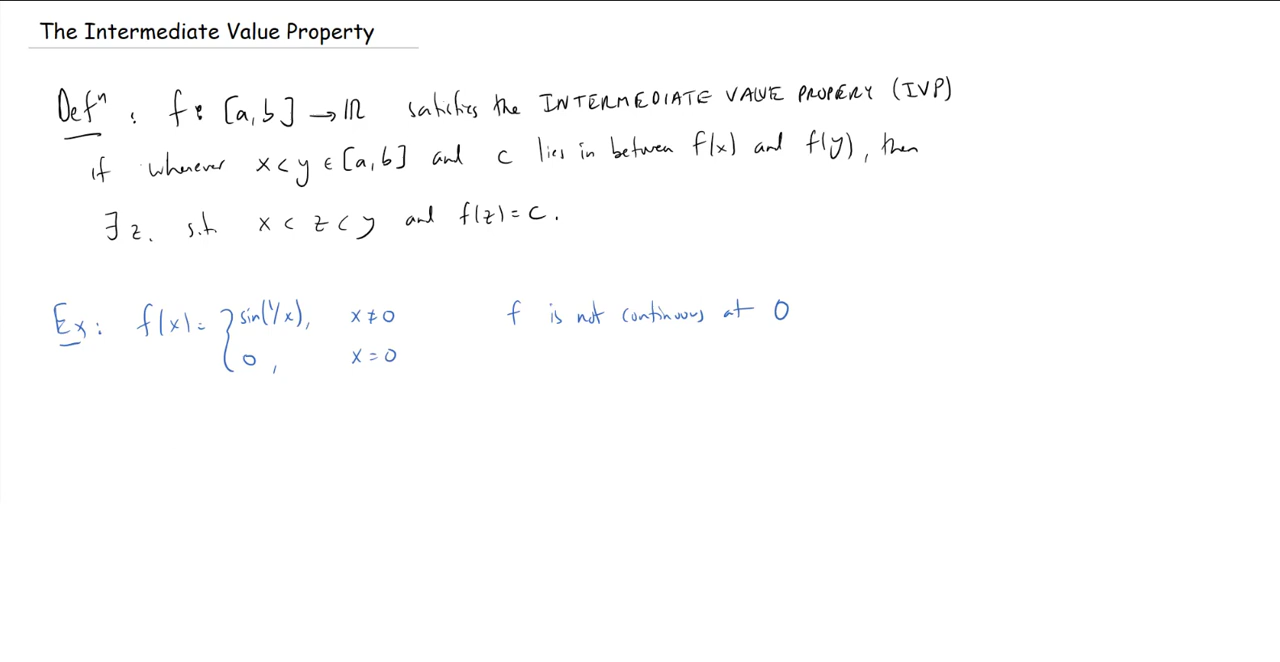 The Intermediate Value Property
Defⁿ: f: [a,b] → ℝ satisfies the INTERMEDIATE VALUE PROPERY (IVP)
if whenever x < y ∈ [a,b] and c lies in between f(x) and f(y), then
∃ z. s.t. x < z < y and f(z) = c.
Ex: f(x) = { sin(1/x), x ≠ 0 f is not continuous at 0
0, x = 0